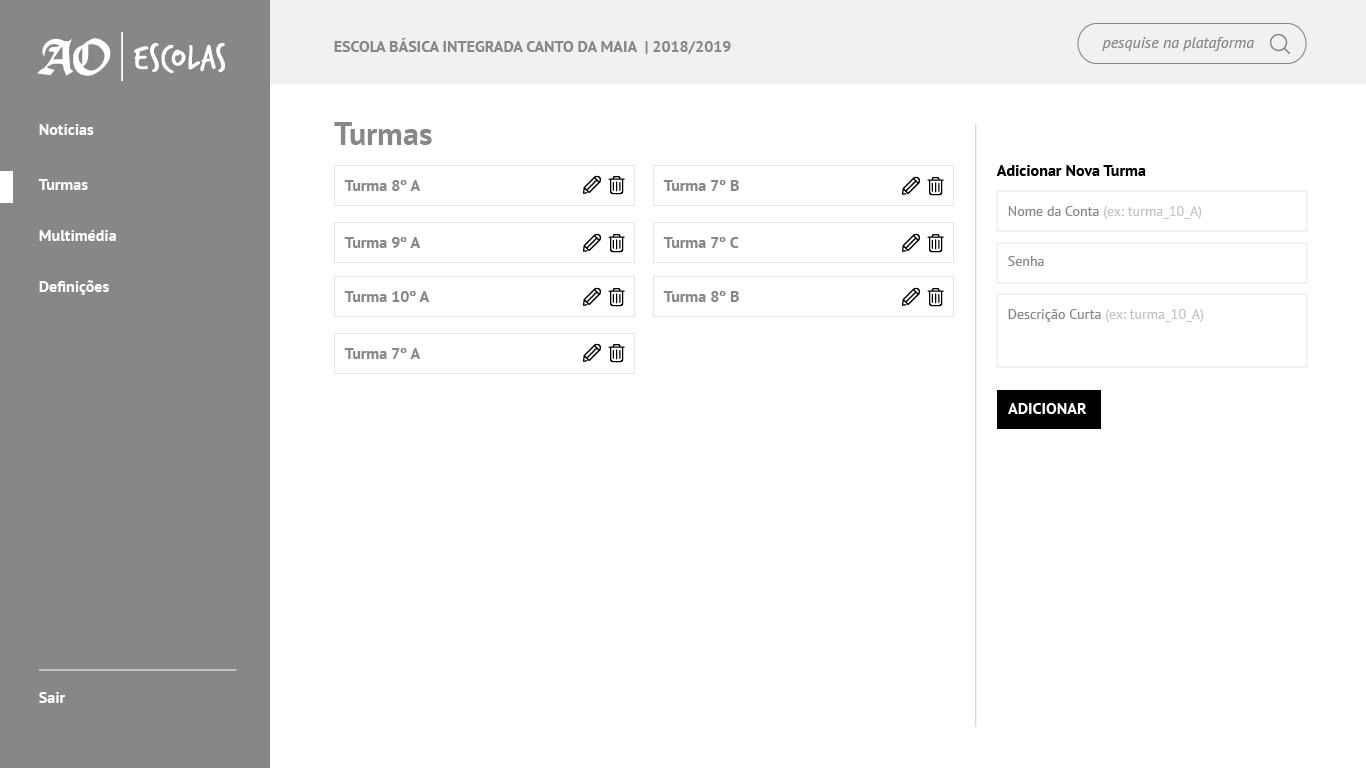 AO | ESCOLAS
Notícias
Turmas
Multimédia
Definições
Sair
ESCOLA BÁSICA INTEGRADA CANTO DA MAIA | 2018/2019
pesquise na plataforma
Turmas
Turma 8º A
Turma 7º B
Turma 9º A
Turma 7º C
Turma 10º A
Turma 8º B
Turma 7º A
Adicionar Nova Turma
Nome da Conta (ex: turma_10_A)
Senha
Descrição Curta (ex: turma_10_A)
ADICIONAR